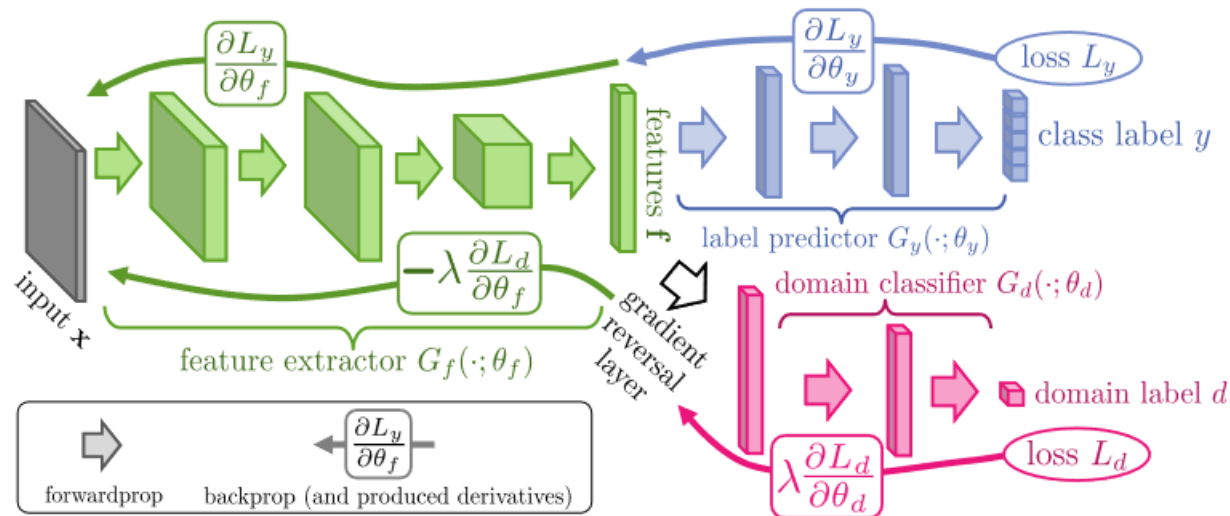 ∂L_y/∂θ_f
∂L_y/∂θ_y
loss L_y
features f
class label y
label predictor G_y(·; θ_y)
input x
−λ ∂L_d/∂θ_f
feature extractor G_f(·; θ_f)
gradient
reversal
layer
domain classifier G_d(·; θ_d)
domain label d
λ ∂L_d/∂θ_d
loss L_d
forwardprop
∂L_y/∂θ_f
backprop (and produced derivatives)